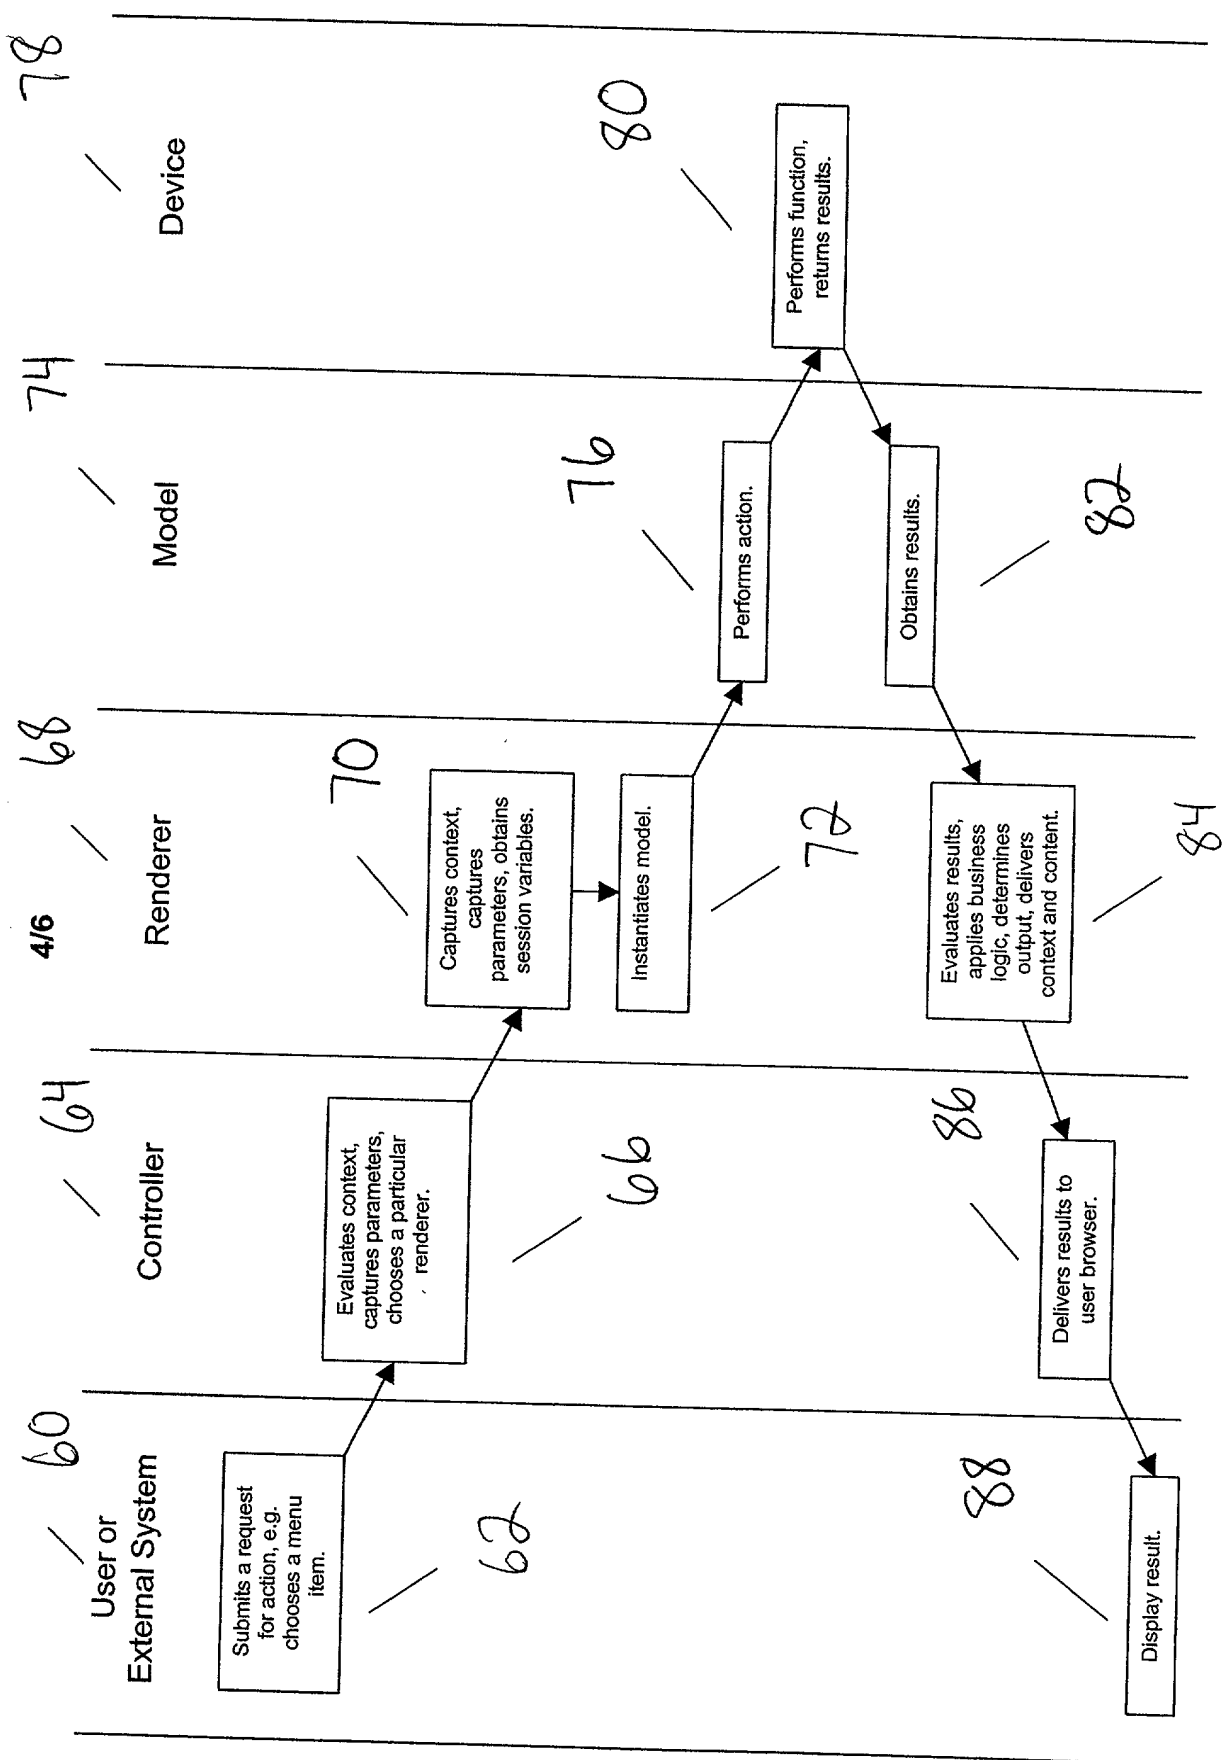 4/6
60
User or
External System
64
Controller
68
Renderer
74
Model
78
Device
Submits a request
for action, e.g.
chooses a menu
item.
62
Evaluates context,
captures parameters,
chooses a particular
renderer.
66
70
Captures context,
captures
parameters, obtains
session variables.
Instantiates model.
72
76
Performs action.
80
Performs function,
returns results.
Obtains results.
82
Evaluates results,
applies business
logic, determines
output, delivers
context and content.
84
86
Delivers results to
user browser.
88
Display result.